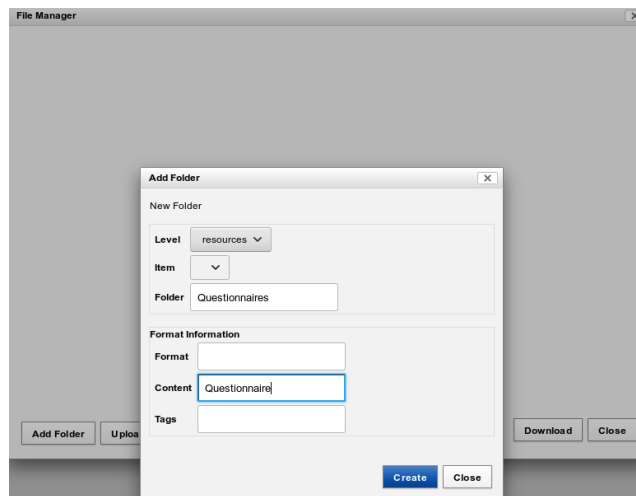 File Manager
Add Folder
New Folder
Level resources
Item
Folder Questionnaires
Format Information
Format
Content Questionnaire
Tags
Add Folder
Download Close
Create Close